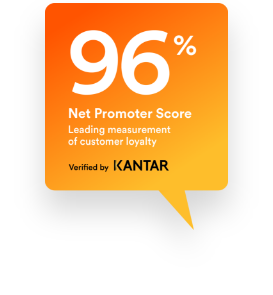 96%
Net Promoter Score
Leading measurement
of customer loyalty
Verified by KANTAR